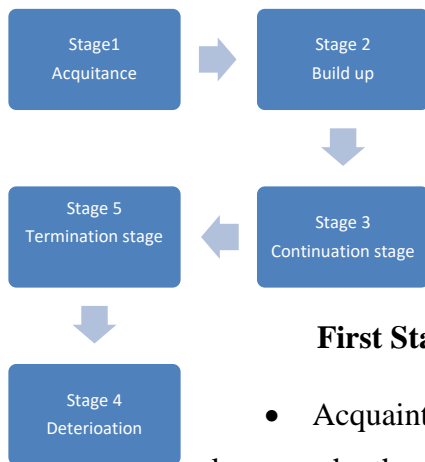 Stage1
Acquitance
Stage 2
Build up
Stage 3
Continuation stage
Stage 5
Termination stage
Stage 4
Deterioation
First Sta
• Acquaint